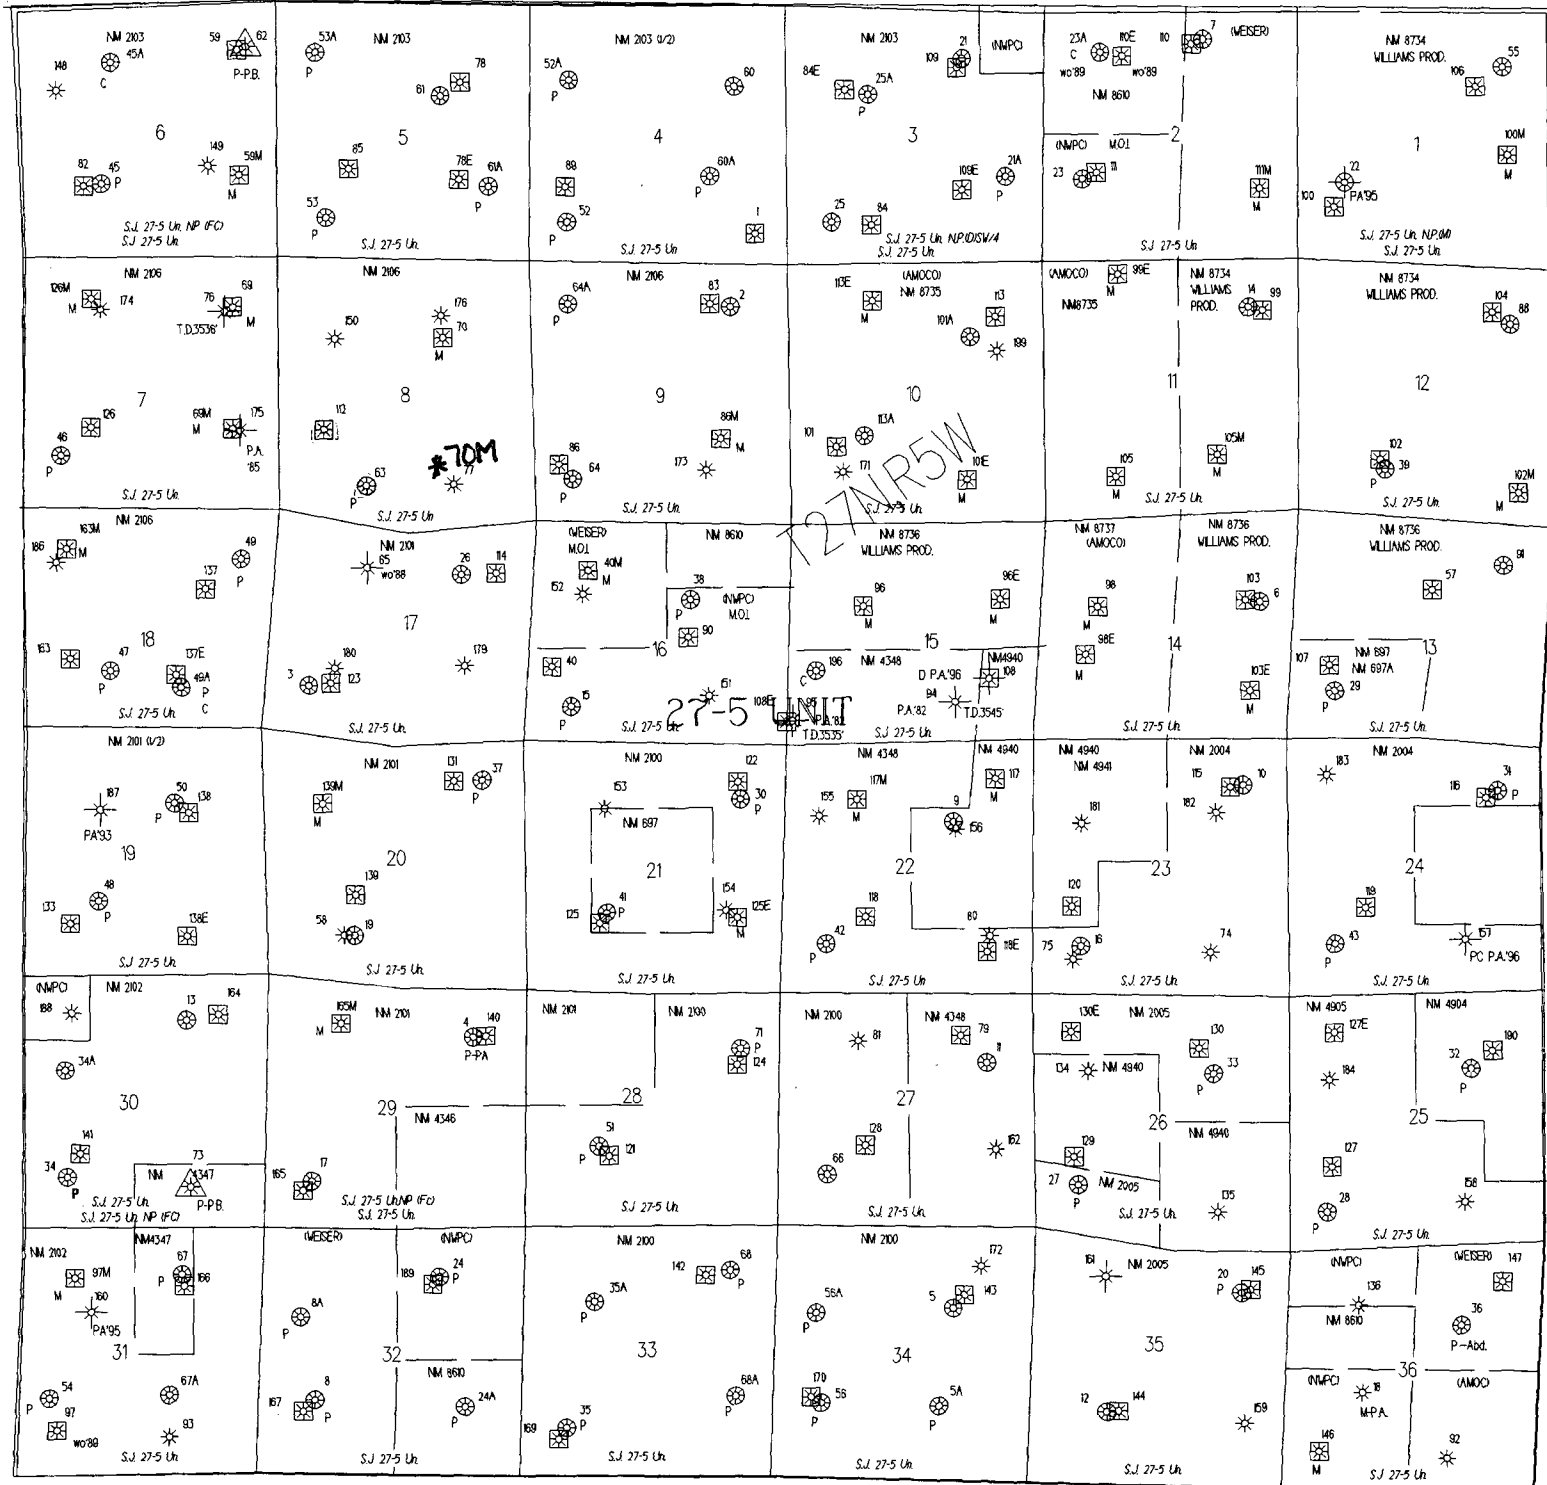 NM 2103
148
45A
C
59
62
P-P.B.
6
82
45
P
149
59M
M
S.J. 27-5 Un. NP (FC)
S.J. 27-5 Un.
53A
P
NM 2103
78
61
5
85
78E
61A
P
53
P
S.J. 27-5 Un.
NM 2103 (1/2)
52A
P
60
4
89
60A
P
52
P
1
S.J. 27-5 Un
NM 2103
84E
25A
P
109
21
(NWPC)
3
109E
21A
P
25
84
S.J. 27-5 Un. N.P.(D)SW/4
S.J. 27-5 Un.
23A
C
wo'89
110E
wo'89
110
7
(WEISER)
NM 8610
2
(NWPC)
M.O.I.
23
111
111M
M
S.J. 27-5 Un
NM 8734
WILLIAMS PROD.
106
55
1
100M
M
22
PA'95
100
S.J. 27-5 Un. N.P.(M)
S.J. 27-5 Un.
NM 2106
126M
M
174
76
69
M
T.D.3536'
7
126
69M
M
175
P.A.
'85
46
P
S.J. 27-5 Un.
NM 2106
150
176
70
M
8
112
*70M
77
63
P
S.J. 27-5 Un
NM 2106
64A
P
83
2
9
86M
M
86
64
P
173
S.J. 27-5 Un.
(AMOCO)
NM 8735
113E
M
113
101A
199
10
101
113A
171
101E
M
S.J. 27-5 Un.
T27NR5W
(AMOCO)
99E
M
NM8735
NM 8734
WILLIAMS
PROD.
14
99
11
105
M
105M
M
S.J. 27-5 Un.
NM 8734
WILLIAMS PROD.
104
88
12
102
39
102M
M
S.J. 27-5 Un.
NM 2106
186
163M
M
49
P
137
18
163
47
P
137E
49A
P
C
S.J. 27-5 Un.
NM 2101
65
wo'88
26
114
17
3
180
123
179
S.J. 27-5 Un.
(WEISER)
M.O.I.
NM 8610
40M
M
152
38
P
(NWPC)
M.O.I.
90
16
40
15
P
151
108E
S.J. 27-5 Un.
27-5 UNIT
NM 8736
WILLIAMS PROD.
96
M
96E
M
15
196
C
NM 4348
NM4940
D P.A.'96
108
94
P.A.'82
T.D.3545'
95
P.A.'82
T.D.3535'
S.J. 27-5 Un
NM 8737
(AMOCO)
NM 8736
WILLIAMS PROD.
98
M
103
6
98E
M
14
103E
M
S.J. 27-5 Un.
NM 8736
WILLIAMS PROD.
91
57
13
NM 697
NM 697A
107
29
P
S.J. 27-5 Un.
NM 2101 (1/2)
187
PA'93
50
P
138
19
48
P
133
138E
S.J. 27-5 Un.
NM 2101
139M
M
131
37
P
20
139
58
19
S.J. 27-5 Un.
NM 2100
153
122
30
P
NM 697
21
41
P
125
154
125E
M
S.J. 27-5 Un.
NM 4348
NM 4940
117M
M
155
117
M
9
156
22
118
42
P
80
118E
S.J. 27-5 Un
NM 4940
NM 4941
NM 2004
115
10
181
182
23
120
75
16
74
S.J. 27-5 Un.
NM 2004
183
116
31
P
24
119
43
P
157
PC P.A.'96
S.J. 27-5 Un.
(NWPC)
188
NM 2102
13
164
34A
30
141
34
P
73
NM 4347
P-P.B.
S.J. 27-5 Un.
S.J. 27-5 Un. NP (FC)
165M
M
NM 2101
4
140
P-P.A
29
NM 4346
17
165
S.J. 27-5 Un.NP (FC)
S.J. 27-5 Un.
NM 2101
NM 2100
71
P
124
28
51
P
121
S.J. 27-5 Un.
NM 2100
NM 4348
81
79
11
27
128
66
162
S.J. 27-5 Un.
130E
NM 2005
130
33
P
134
NM 4940
26
NM 4940
129
27
P
NM 2005
135
S.J. 27-5 Un.
NM 4905
NM 4904
127E
190
32
P
184
25
127
28
P
158
S.J. 27-5 Un.
NM 2102
NM4347
67
P
166
97M
M
160
PA'95
31
54
P
67A
97
wo'89
93
S.J. 27-5 Un.
(WEISER)
(NWPC)
24
P
189
8A
P
32
NM 8610
8
P
167
24A
P
S.J. 27-5 Un.
NM 2100
142
68
P
35A
P
33
68A
P
35
P
169
S.J. 27-5 Un.
NM 2100
172
56A
P
5
143
34
170
56
P
5A
P
S.J. 27-5 Un.
161
NM 2005
20
P
145
35
12
144
159
S.J. 27-5 Un.
(NWPC)
(WEISER)
147
136
NM 8610
36
P-Abd.
36
(NWPC)
(AMOC)
18
M-P.A.
146
M
92
S.J 27-5 Un.